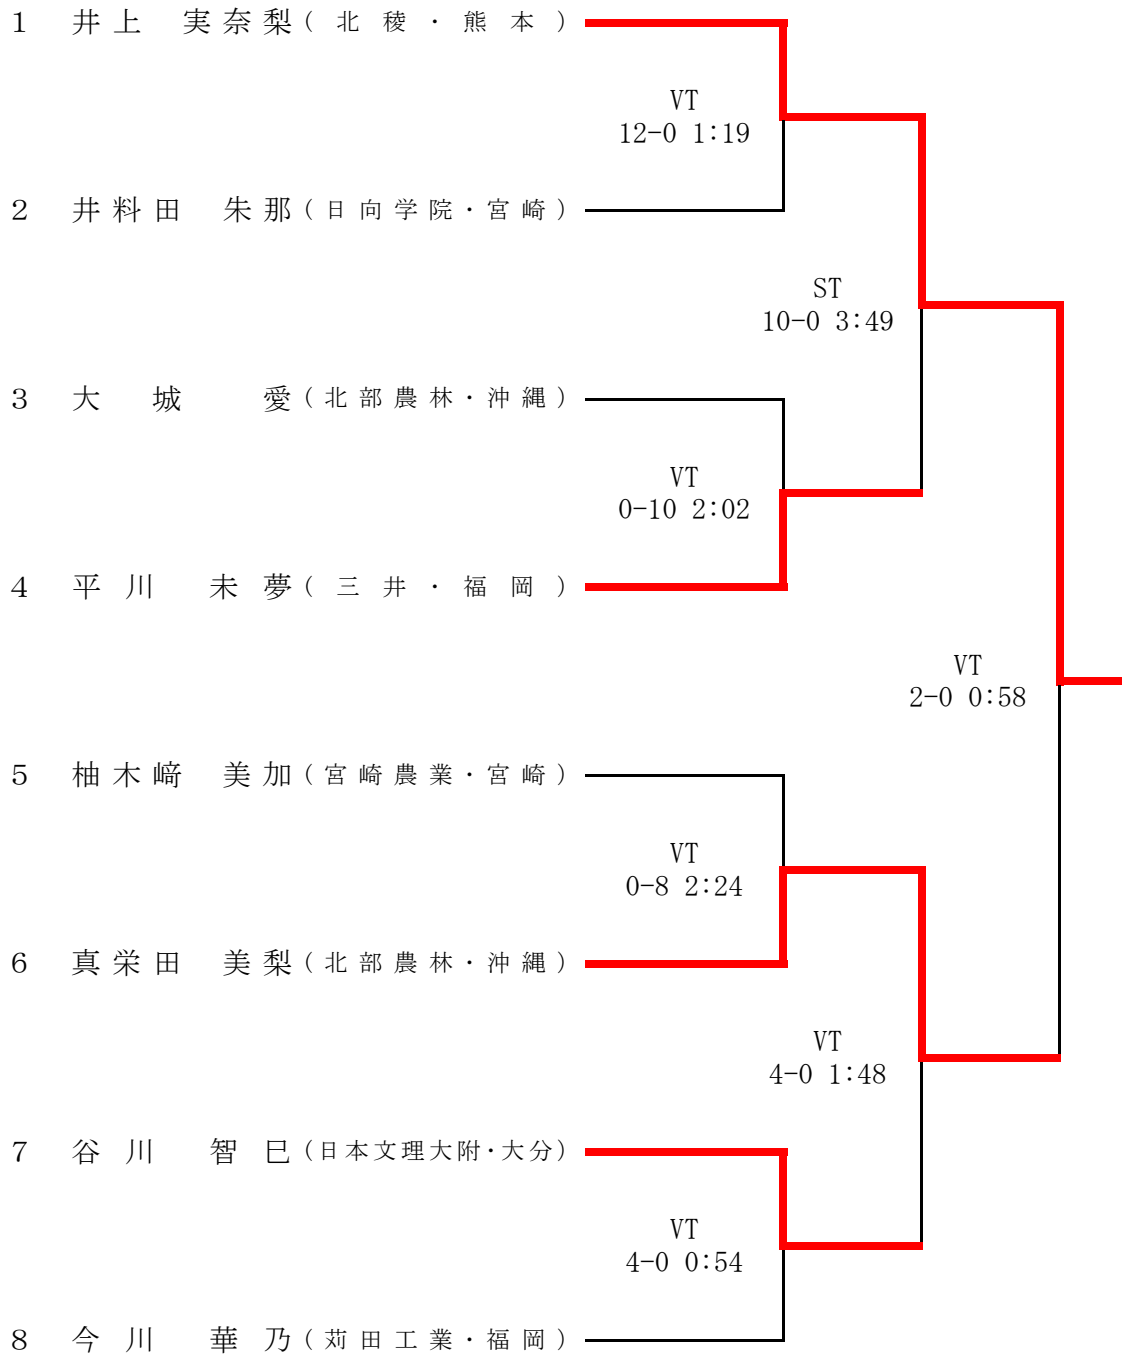 1 井上 実奈梨(北稜・熊本)
VT
12-0 1:19
2 井料田 朱那(日向学院・宮崎)
ST
10-0 3:49
3 大城 愛(北部農林・沖縄)
VT
0-10 2:02
4 平川 未夢(三井・福岡)
VT
2-0 0:58
5 柚木﨑 美加(宮崎農業・宮崎)
VT
0-8 2:24
6 真栄田 美梨(北部農林・沖縄)
VT
4-0 1:48
7 谷川 智巳(日本文理大附・大分)
VT
4-0 0:54
8 今川 華乃(苅田工業・福岡)